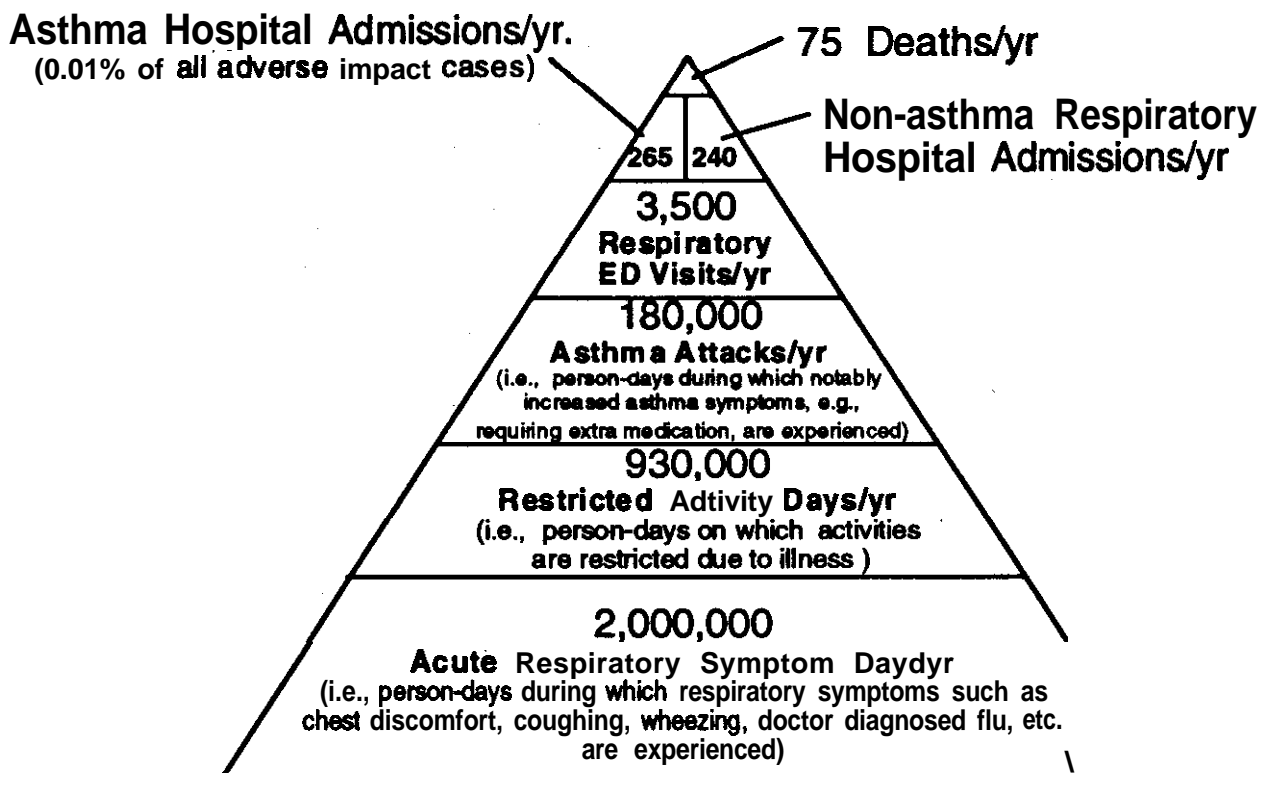 Asthma Hospital Admissions/yr.
(0.01% of all adverse impact cases)
75 Deaths/yr
Non-asthma Respiratory
Hospital Admissions/yr
265 240
3,500
Respiratory
ED Visits/yr
180,000
Asthma Attacks/yr
(i.e., person-days during which notably
increased asthma symptoms, e.g.,
requiring extra medication, are experienced)
930,000
Restricted Adtivity Days/yr
(i.e., person-days on which activities
are restricted due to illness )
2,000,000
Acute Respiratory Symptom Daydyr
(i.e., person-days during which respiratory symptoms such as
chest discomfort, coughing, wheezing, doctor diagnosed flu, etc.
are experienced)